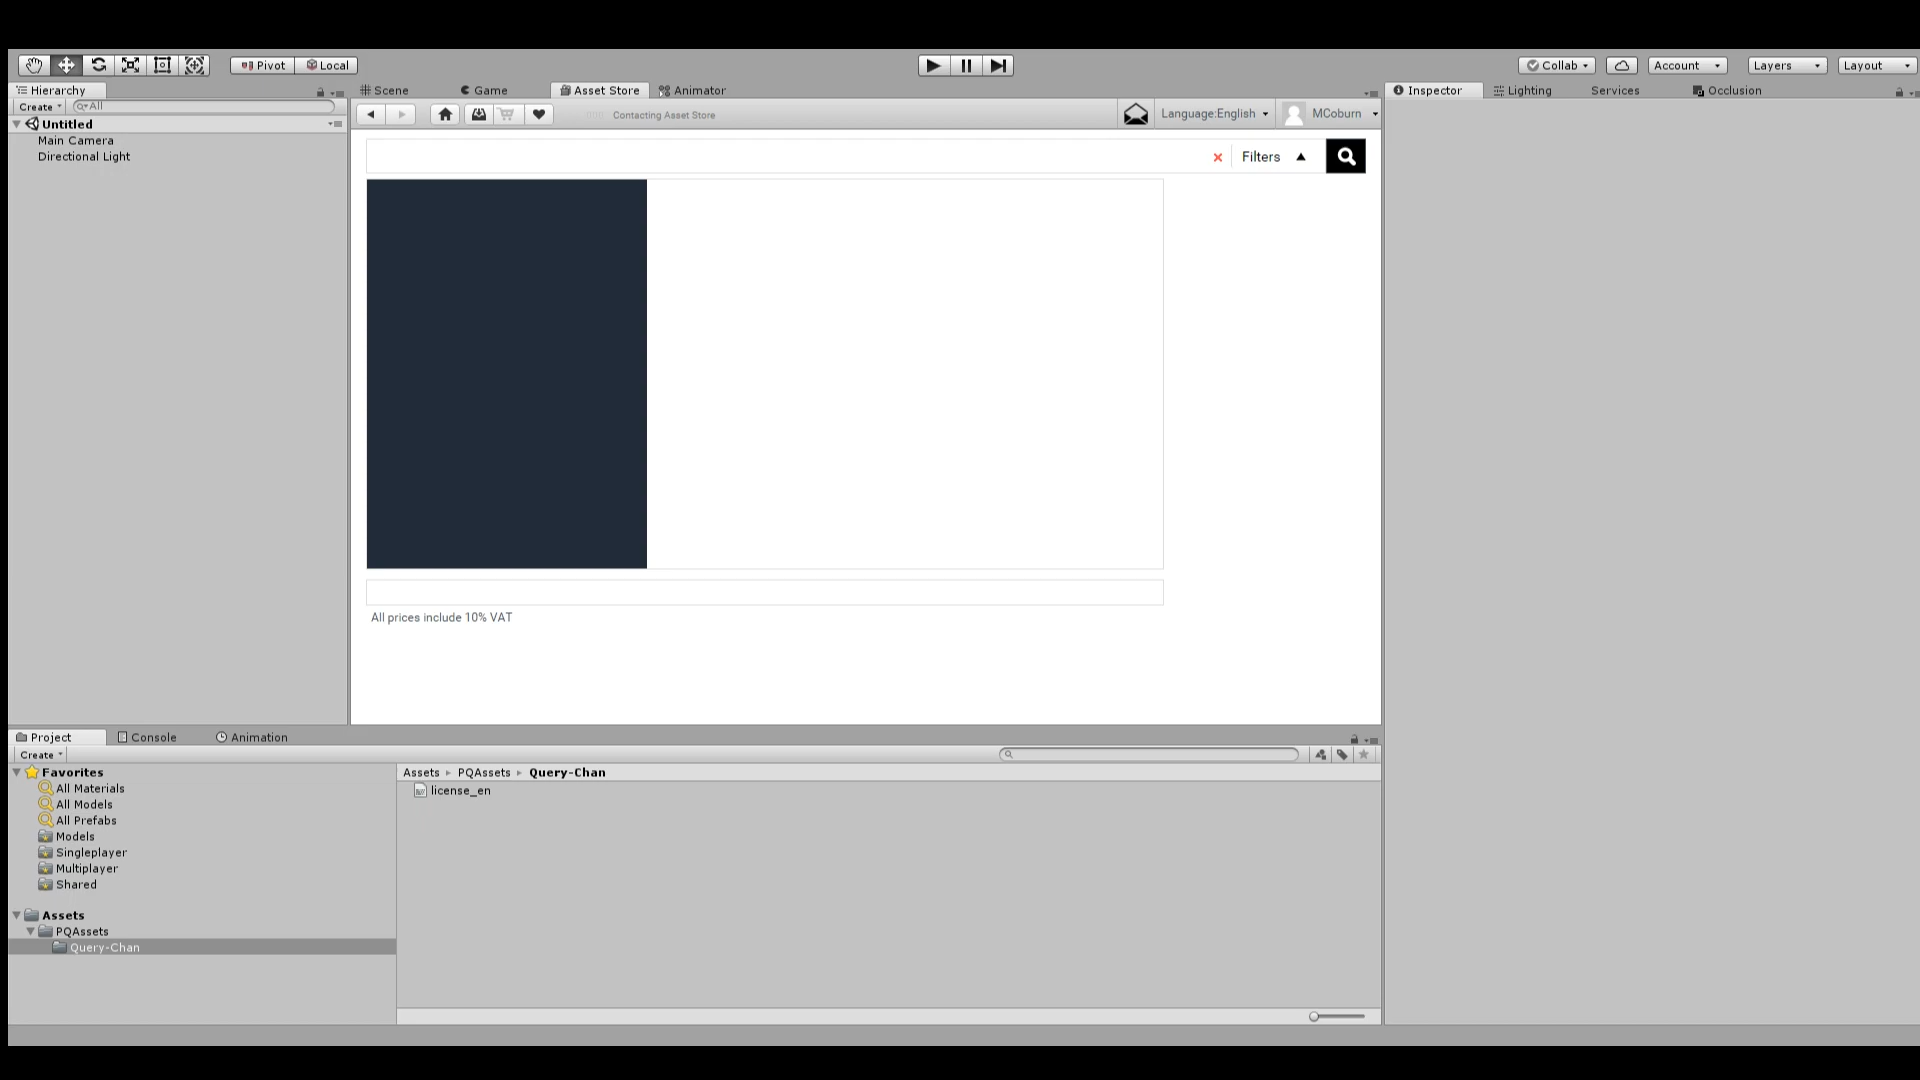 Pivot Local Collab Account Layers Layout
Hierarchy Scene Game Asset Store Animator Inspector Lighting Services Occlusion
Create All
Contacting Asset Store Language:English MCoburn
Untitled
Main Camera
Directional Light
Filters
All prices include 10% VAT
Project Console Animation
Create
Favorites
All Materials
All Models
All Prefabs
Models
Singleplayer
Multiplayer
Shared
Assets
PQAssets
Query-Chan
Assets PQAssets Query-Chan
license_en